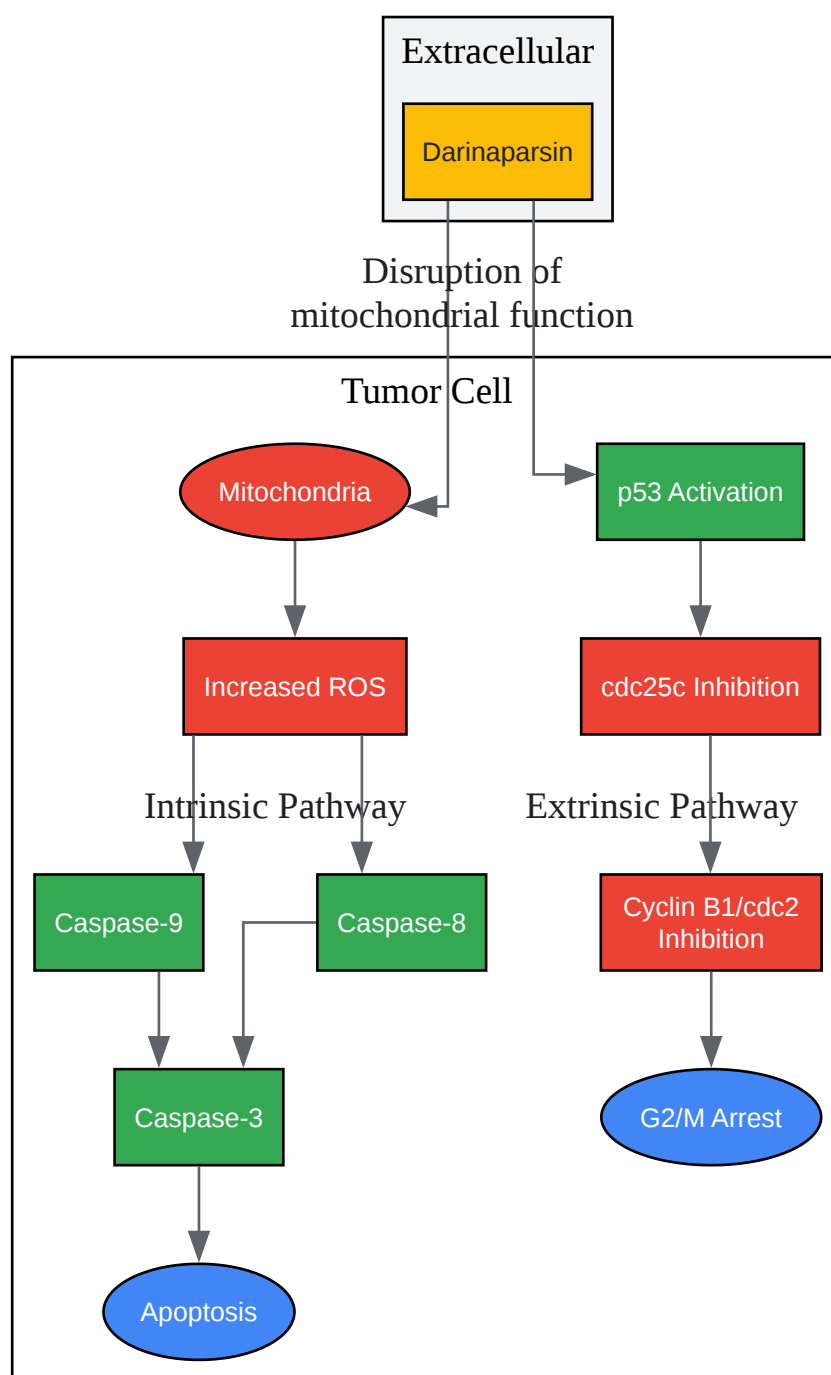 Extracellular
Darinaparsin
Disruption of
mitochondrial function
Tumor Cell
Mitochondria
p53 Activation
Increased ROS
cdc25c Inhibition
Intrinsic Pathway
Extrinsic Pathway
Caspase-9
Caspase-8
Cyclin B1/cdc2
Inhibition
Caspase-3
G2/M Arrest
Apoptosis